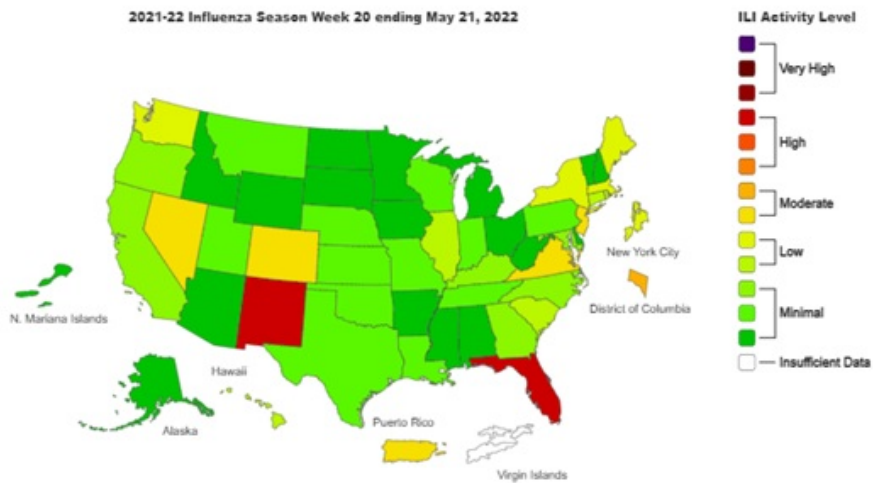 2021-22 Influenza Season Week 20 ending May 21, 2022
ILI Activity Level
Very High
High
Moderate
Low
Minimal
Insufficient Data
New York City
District of Columbia
N. Mariana Islands
Hawaii
Alaska
Puerto Rico
Virgin Islands